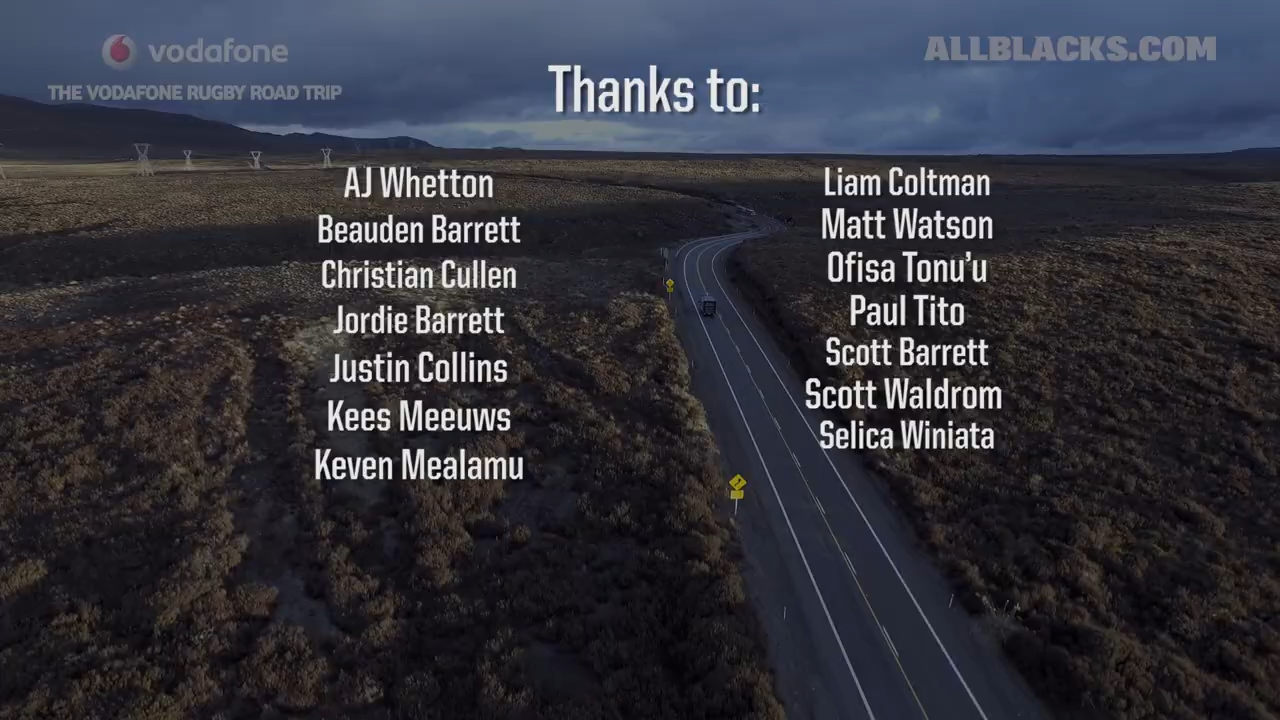 vodafone
THE VODAFONE RUGBY ROAD TRIP
ALLBLACKS.COM
Thanks to:
AJ Whetton
Beauden Barrett
Christian Cullen
Jordie Barrett
Justin Collins
Kees Meeuws
Keven Mealamu
Liam Coltman
Matt Watson
Ofisa Tonu’u
Paul Tito
Scott Barrett
Scott Waldrom
Selica Winiata